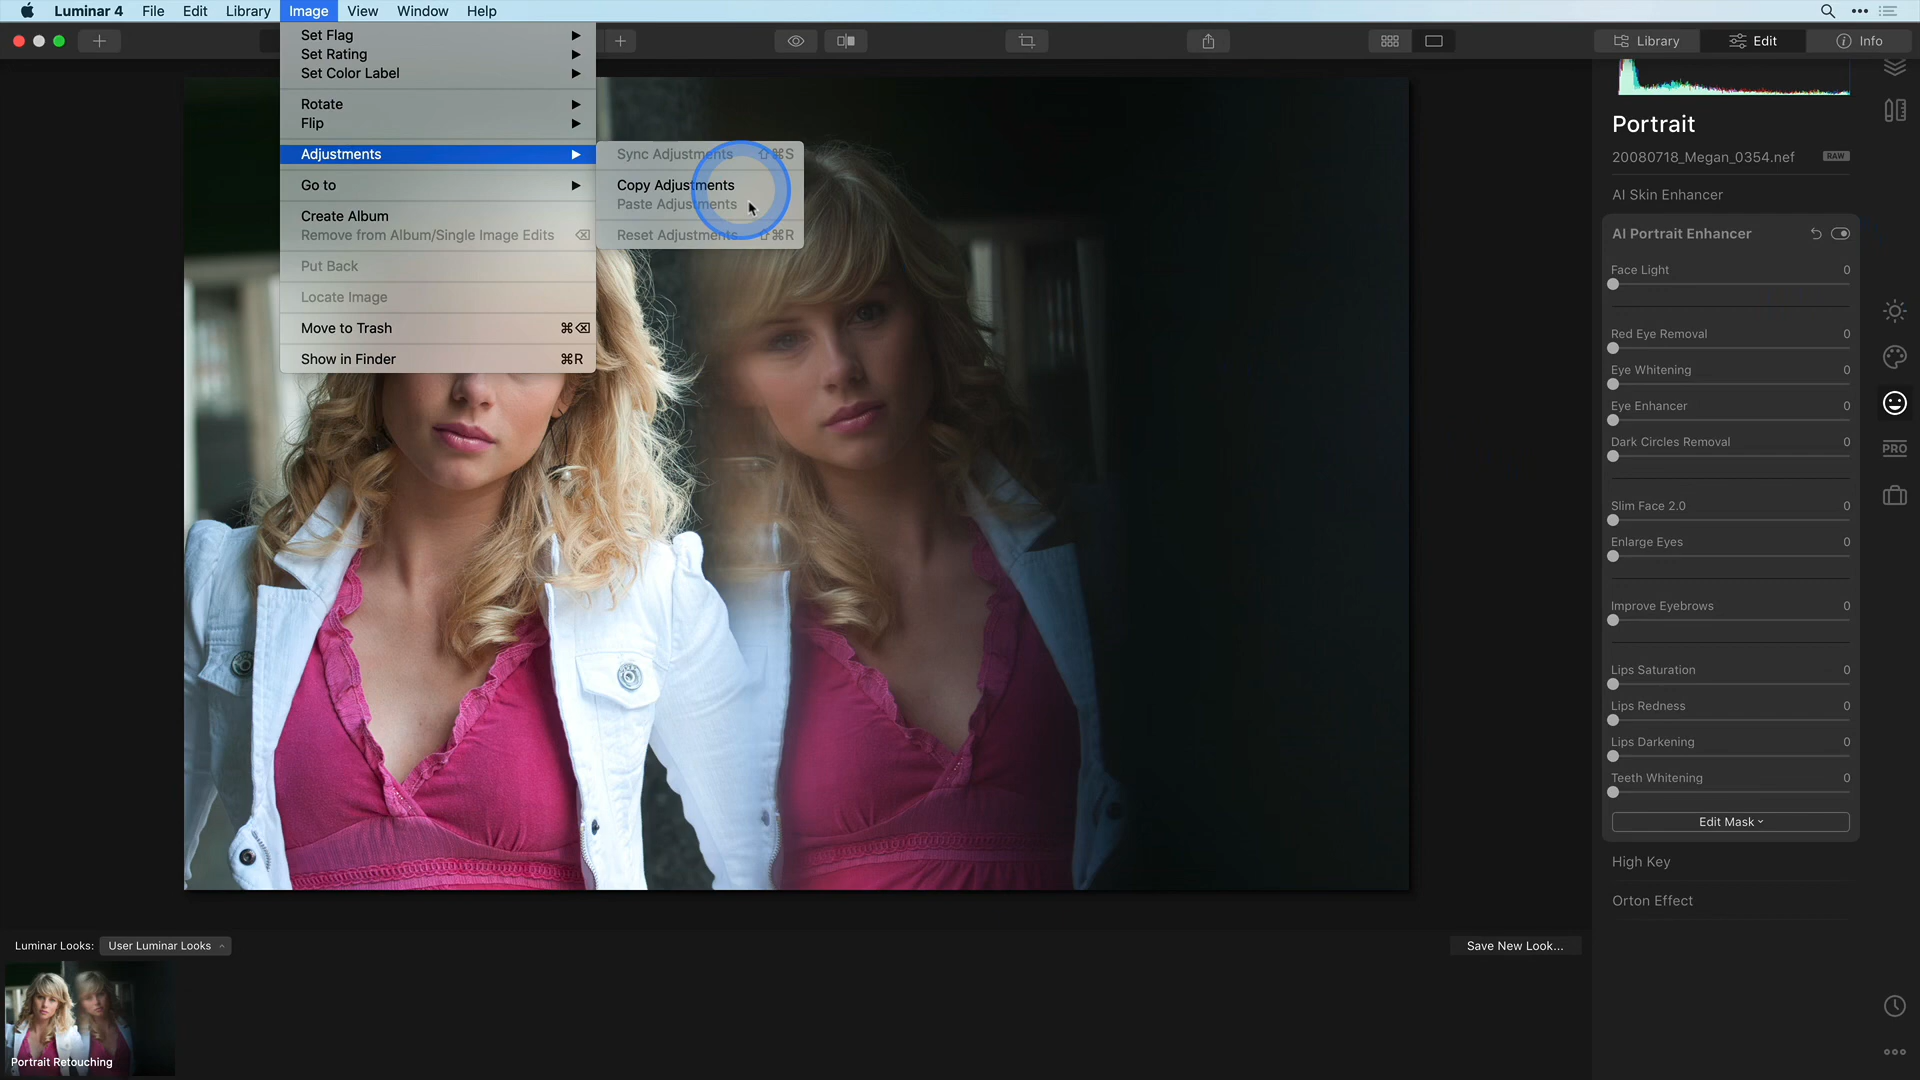 Luminar 4 File Edit Library Image View Window Help
Library Edit Info
Set Flag
Set Rating
Set Color Label
Rotate
Flip
Adjustments
Go to
Create Album
Remove from Album/Single Image Edits ⌫
Put Back
Locate Image
Move to Trash ⌘⌫
Show in Finder ⌘R
Sync Adjustments ⇧⌘S
Copy Adjustments
Paste Adjustments
Reset Adjustments ⇧⌘R
Portrait
20080718_Megan_0354.nef RAW
AI Skin Enhancer
AI Portrait Enhancer
Face Light 0
Red Eye Removal 0
Eye Whitening 0
Eye Enhancer 0
Dark Circles Removal 0
Slim Face 2.0 0
Enlarge Eyes 0
Improve Eyebrows 0
Lips Saturation 0
Lips Redness 0
Lips Darkening 0
Teeth Whitening 0
Edit Mask
High Key
Orton Effect
PRO
Luminar Looks: User Luminar Looks
Save New Look...
Portrait Retouching